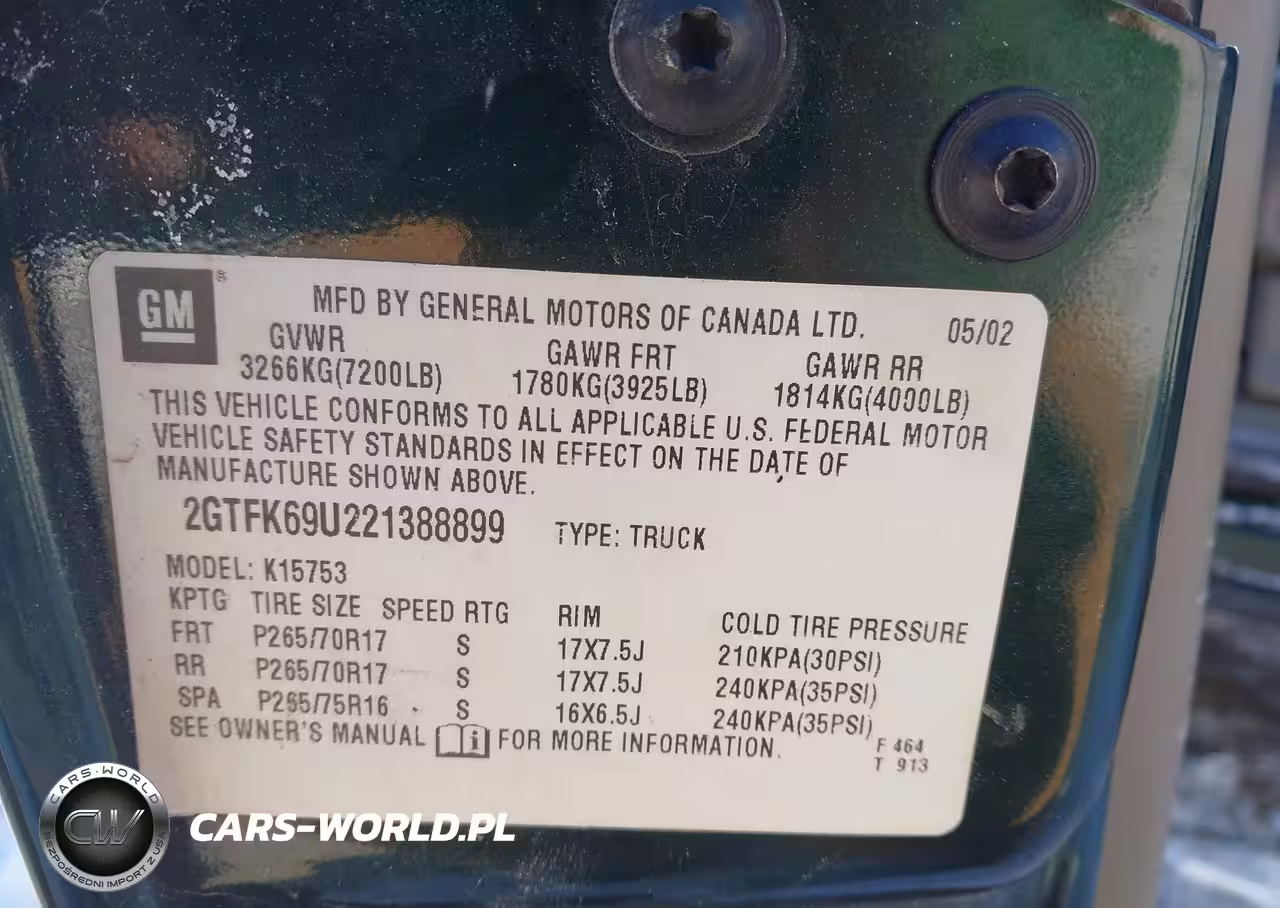 GM ®
MFD BY GENERAL MOTORS OF CANADA LTD. 05/02
GVWR GAWR FRT GAWR RR
3266KG(7200LB) 1780KG(3925LB) 1814KG(4000LB)
THIS VEHICLE CONFORMS TO ALL APPLICABLE U.S. FEDERAL MOTOR
VEHICLE SAFETY STANDARDS IN EFFECT ON THE DATE OF
MANUFACTURE SHOWN ABOVE.
2GTFK69U221388899 TYPE: TRUCK
MODEL: K15753
KPTG TIRE SIZE SPEED RTG RIM COLD TIRE PRESSURE
FRT P265/70R17 S 17X7.5J 210KPA(30PSI)
RR P265/70R17 S 17X7.5J 240KPA(35PSI)
SPA P265/75R16 S 16X6.5J 240KPA(35PSI)
SEE OWNER'S MANUAL i FOR MORE INFORMATION.
F 464
T 913
CARS-WORLD
CW
BEZPOŚREDNI IMPORT Z USA
CARS-WORLD.PL